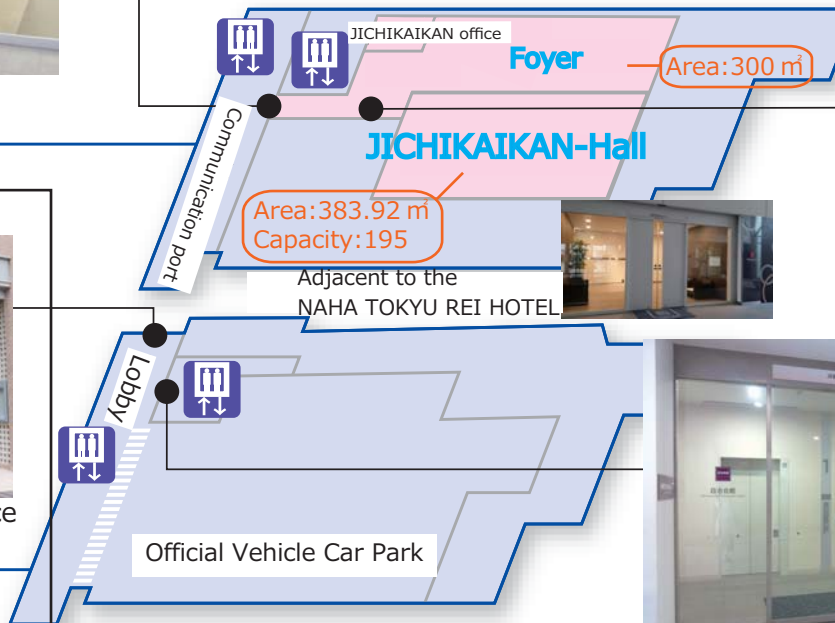 JICHIKAIKAN office
Foyer
Area:300 ㎡
Communication port
JICHIKAIKAN-Hall
Area:383.92 ㎡
Capacity:195
Adjacent to the
NAHA TOKYU REI HOTEL
Lobby
ce
Official Vehicle Car Park